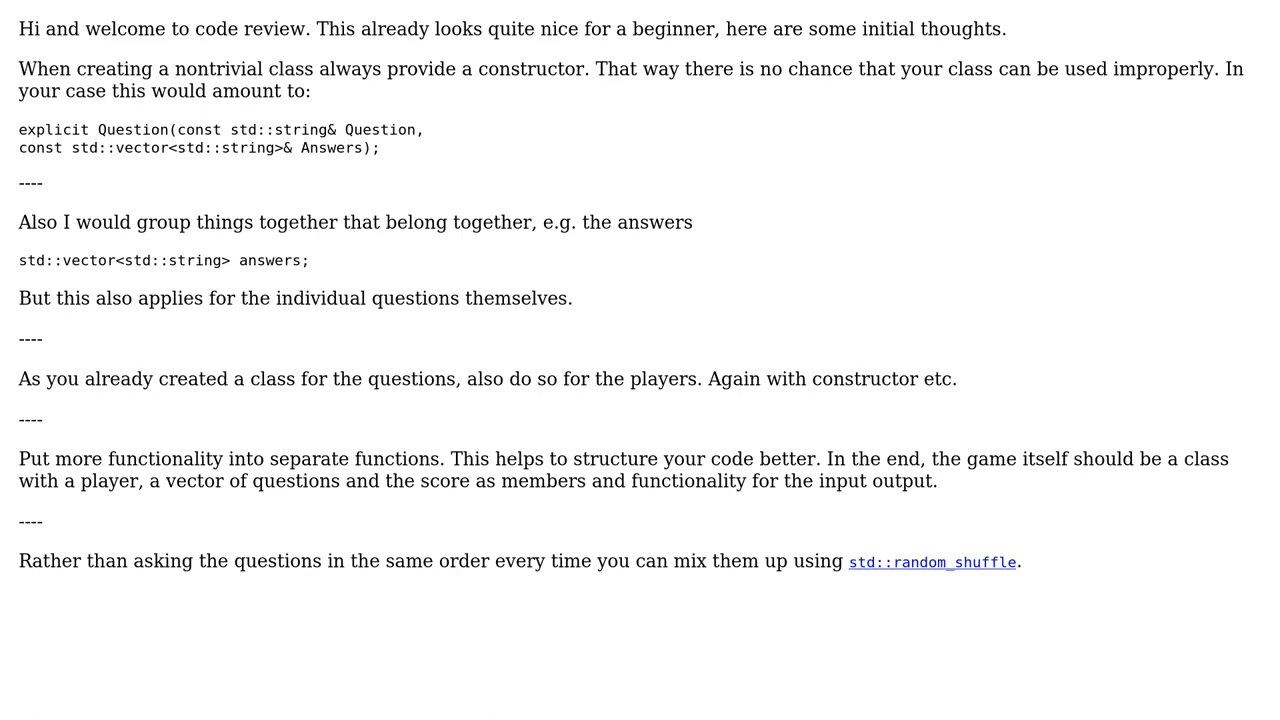 Hi and welcome to code review. This already looks quite nice for a beginner, here are some initial thoughts.
When creating a nontrivial class always provide a constructor. That way there is no chance that your class can be used improperly. In
your case this would amount to:
explicit Question(const std::string& Question,
const std::vector<std::string>& Answers);
----
Also I would group things together that belong together, e.g. the answers
std::vector<std::string> answers;
But this also applies for the individual questions themselves.
----
As you already created a class for the questions, also do so for the players. Again with constructor etc.
----
Put more functionality into separate functions. This helps to structure your code better. In the end, the game itself should be a class
with a player, a vector of questions and the score as members and functionality for the input output.
----
Rather than asking the questions in the same order every time you can mix them up using std::random_shuffle.